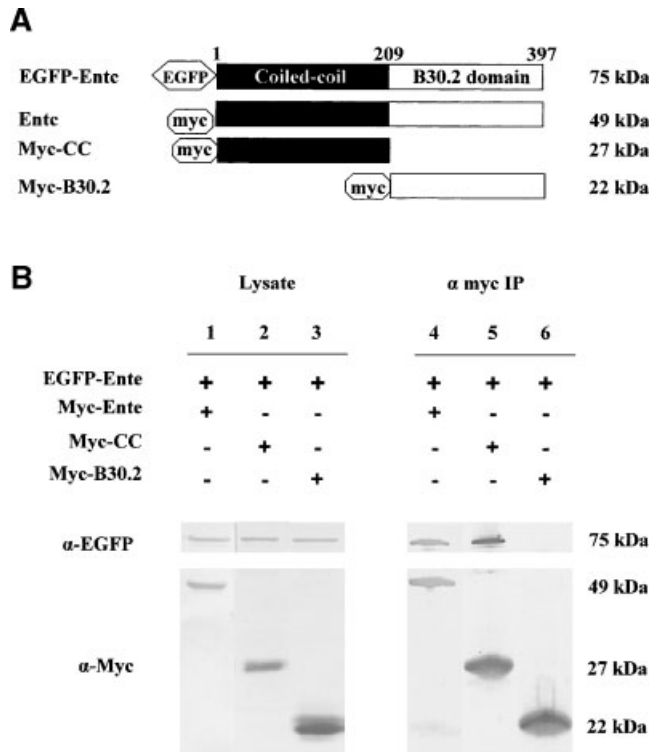 A
1 209 397
EGFP-Ente EGFP Coiled-coil B30.2 domain 75 kDa
Ente myc 49 kDa
Myc-CC myc 27 kDa
Myc-B30.2 myc 22 kDa
B
Lysate α myc IP
1 2 3 4 5 6
EGFP-Ente + + + + + +
Myc-Ente + - - + - -
Myc-CC - + - - + -
Myc-B30.2 - - + - - +
α-EGFP 75 kDa
49 kDa
α-Myc 27 kDa
22 kDa